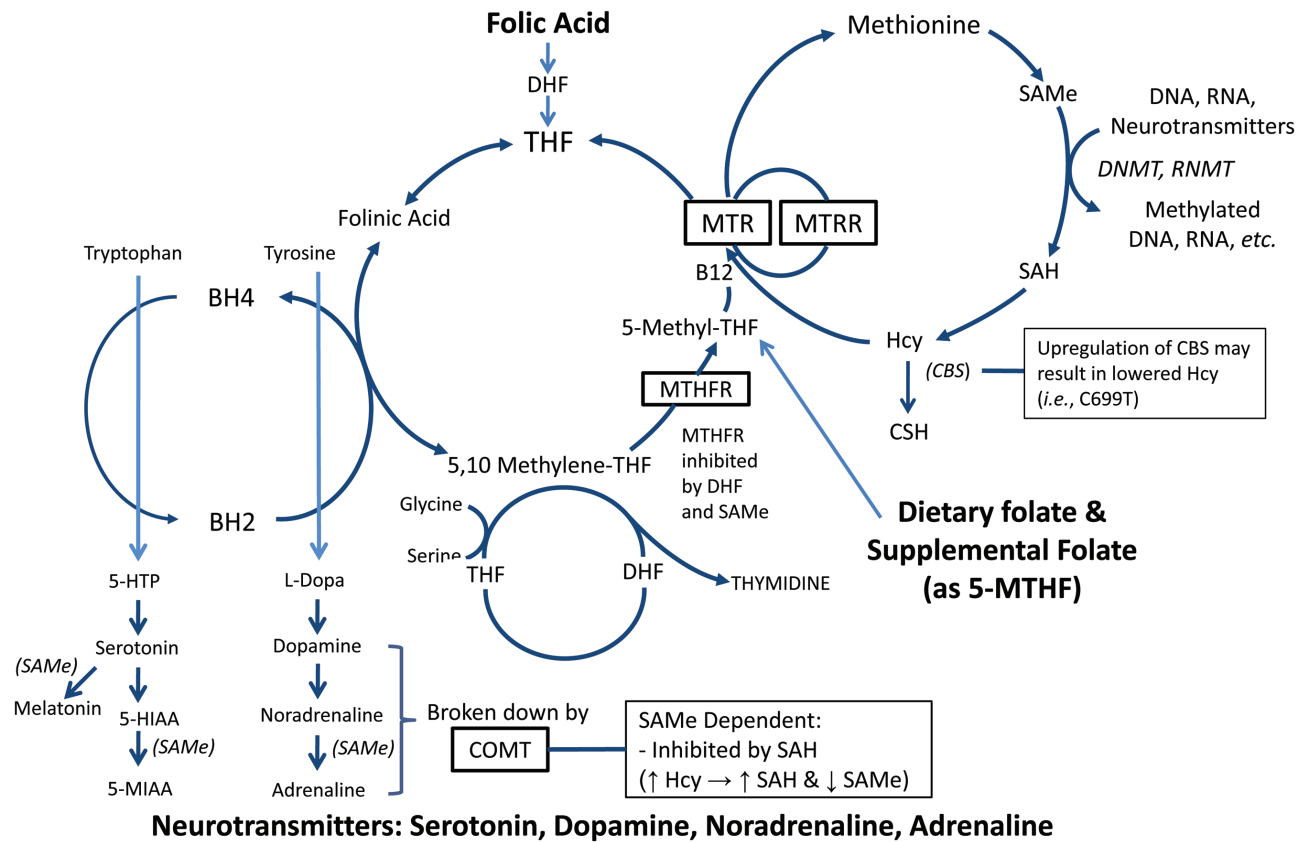 Folic Acid
DHF
THF
Methionine
SAMe
DNA, RNA,
Neurotransmitters
DNMT, RNMT
Methylated
DNA, RNA, etc.
SAH
MTR
MTRR
B12
5-Methyl-THF
Hcy
(CBS)
CSH
Upregulation of CBS may
result in lowered Hcy
(i.e., C699T)
Folinic Acid
Tryptophan
Tyrosine
BH4
BH2
MTHFR
MTHFR
inhibited
by DHF
and SAMe
5,10 Methylene-THF
Glycine
Serine
THF
DHF
THYMIDINE
Dietary folate &
Supplemental Folate
(as 5-MTHF)
5-HTP
Serotonin
(SAMe)
Melatonin
5-HIAA
(SAMe)
5-MIAA
L-Dopa
Dopamine
Noradrenaline
(SAMe)
Adrenaline
Broken down by
COMT
SAMe Dependent:
- Inhibited by SAH
(↑ Hcy → ↑ SAH & ↓ SAMe)
Neurotransmitters: Serotonin, Dopamine, Noradrenaline, Adrenaline